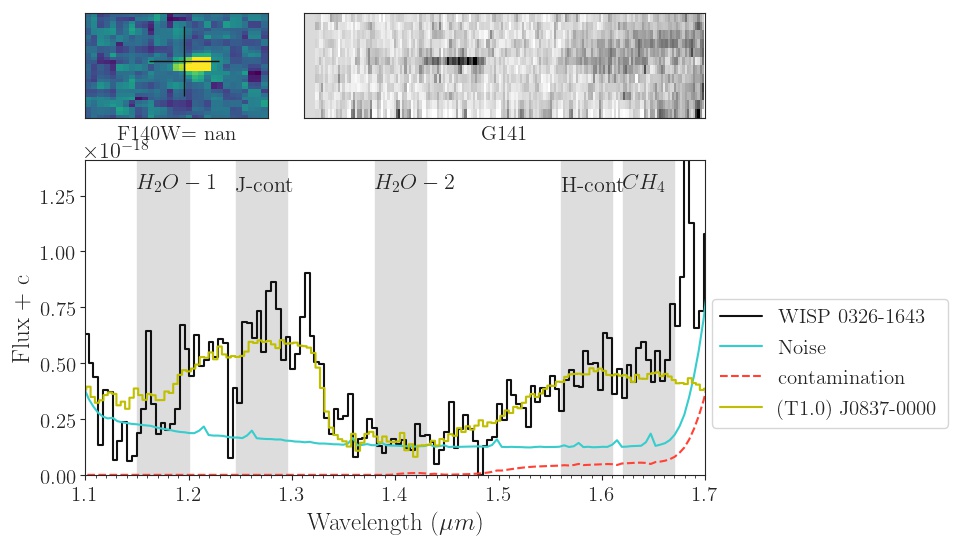 F140W= nan
G141
×10−18
H2O − 1
J-cont
H2O − 2
H-cont
CH4
1.25
1.00
0.75
0.50
0.25
0.00
Flux + c
1.1
1.2
1.3
1.4
1.5
1.6
1.7
Wavelength (μm)
WISP 0326-1643
Noise
contamination
(T1.0) J0837-0000